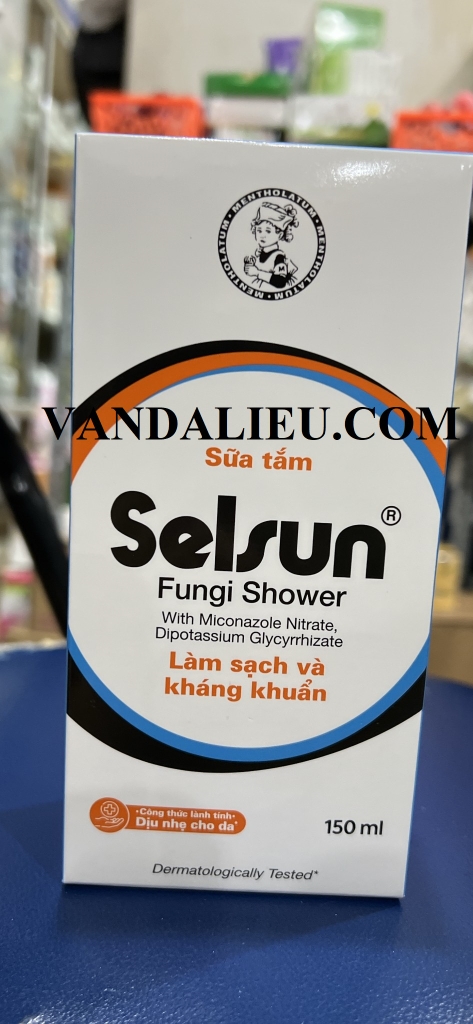 MENTHOLATUM • MENTHOLATUM • MENTHOLATUM •
M
VANDALIEU.COM
Sữa tắm
Selsun®
Fungi Shower
With Miconazole Nitrate,
Dipotassium Glycyrrhizate
Làm sạch và
kháng khuẩn
•Công thức lành tính•
Dịu nhẹ cho da*
150 ml
Dermatologically Tested*